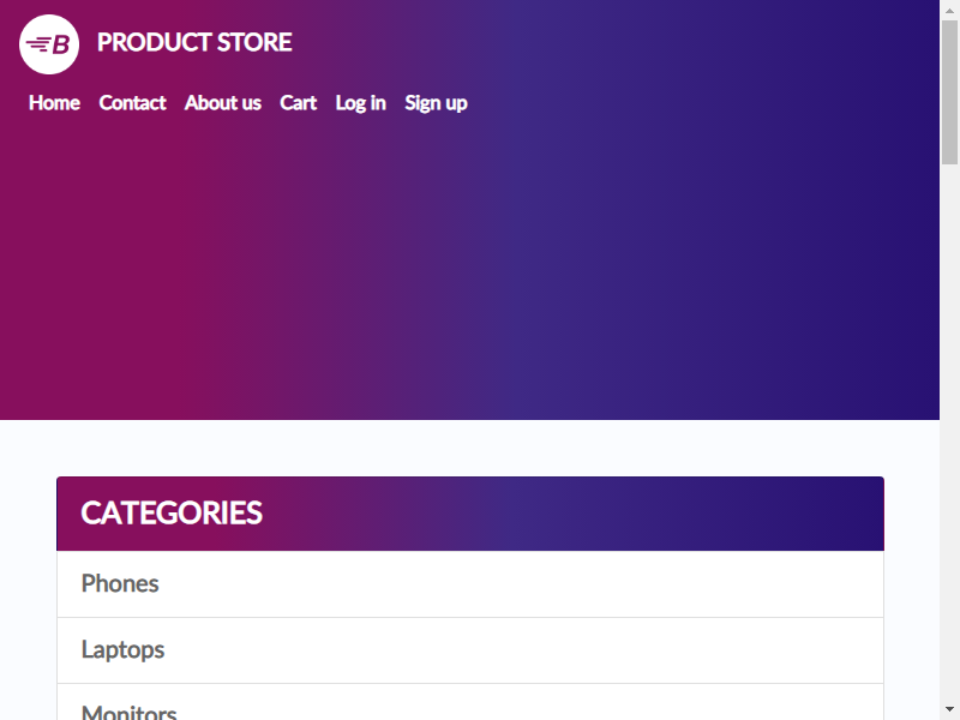 B PRODUCT STORE
Home Contact About us Cart Log in Sign up
CATEGORIES
Phones
Laptops
Monitors